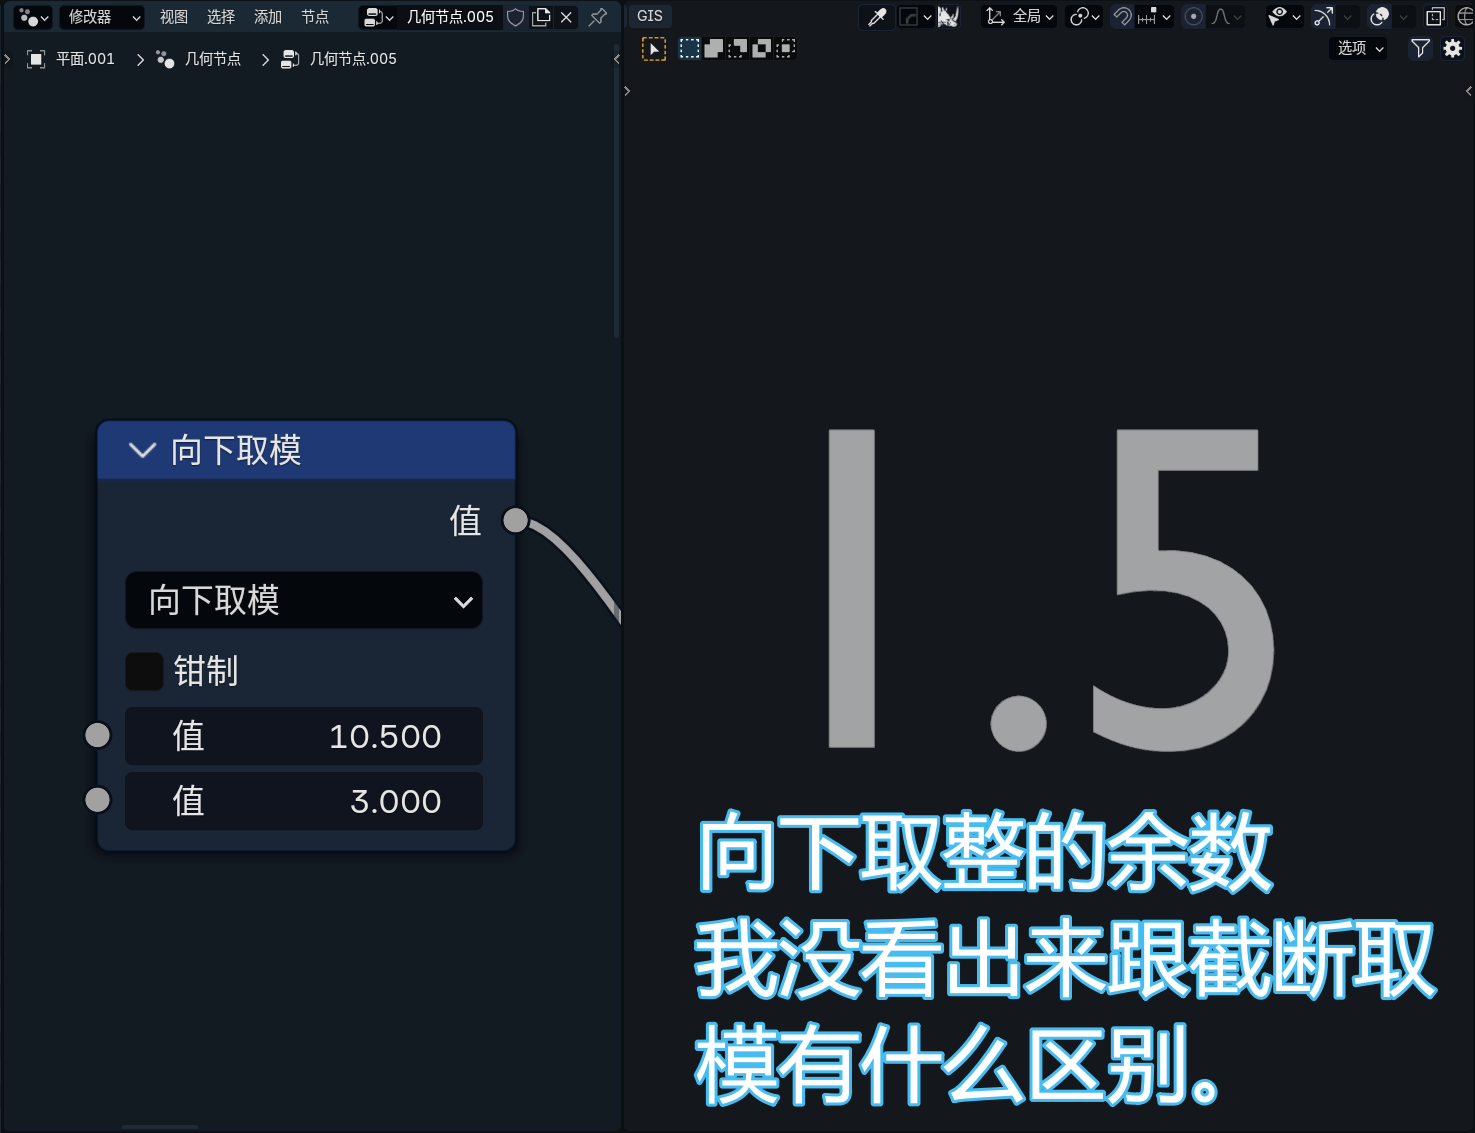 修改器 视图 选择 添加 节点 几何节点.005
平面.001 几何节点 几何节点.005
GIS 全局
选项
向下取模
值
向下取模
钳制
值 10.500
值 3.000
1.5
向下取整的余数
我没看出来跟截断取
模有什么区别。